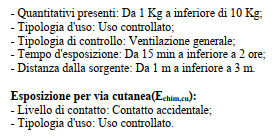 - Quantitativi presenti: Da 1 Kg a inferiore di 10 Kg;
- Tipologia d'uso: Uso controllato;
- Tipologia di controllo: Ventilazione generale;
- Tempo d'esposizione: Da 15 min a inferiore a 2 ore;
- Distanza dalla sorgente: Da 1 m a inferiore a 3 m.
Esposizione per via cutanea(Echim,cu):
- Livello di contatto: Contatto accidentale;
- Tipologia d'uso: Uso controllato.